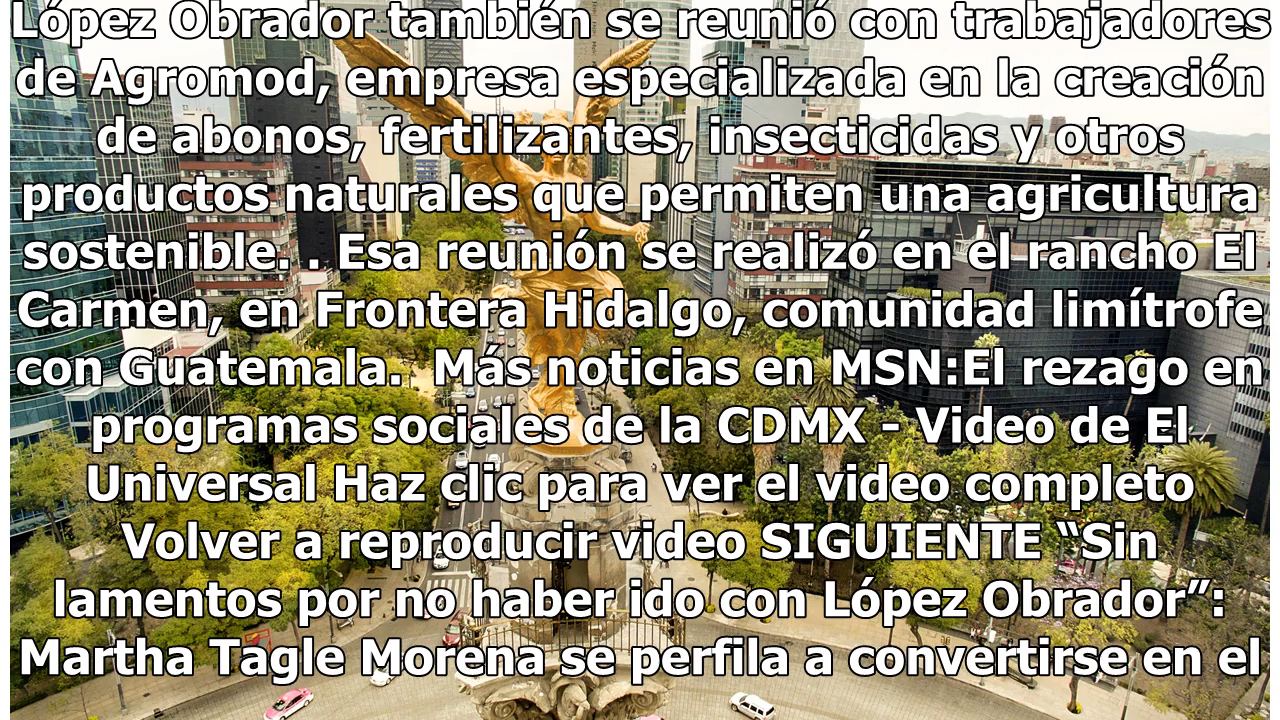 López Obrador también se reunió con trabajadores
de Agromod, empresa especializada en la creación
de abonos, fertilizantes, insecticidas y otros
productos naturales que permiten una agricultura
sostenible. . Esa reunión se realizó en el rancho El
Carmen, en Frontera Hidalgo, comunidad limítrofe
con Guatemala.  Más noticias en MSN:El rezago en
programas sociales de la CDMX - Video de El
Universal Haz clic para ver el video completo
Volver a reproducir video SIGUIENTE “Sin
lamentos por no haber ido con López Obrador”:
Martha Tagle Morena se perfila a convertirse en el